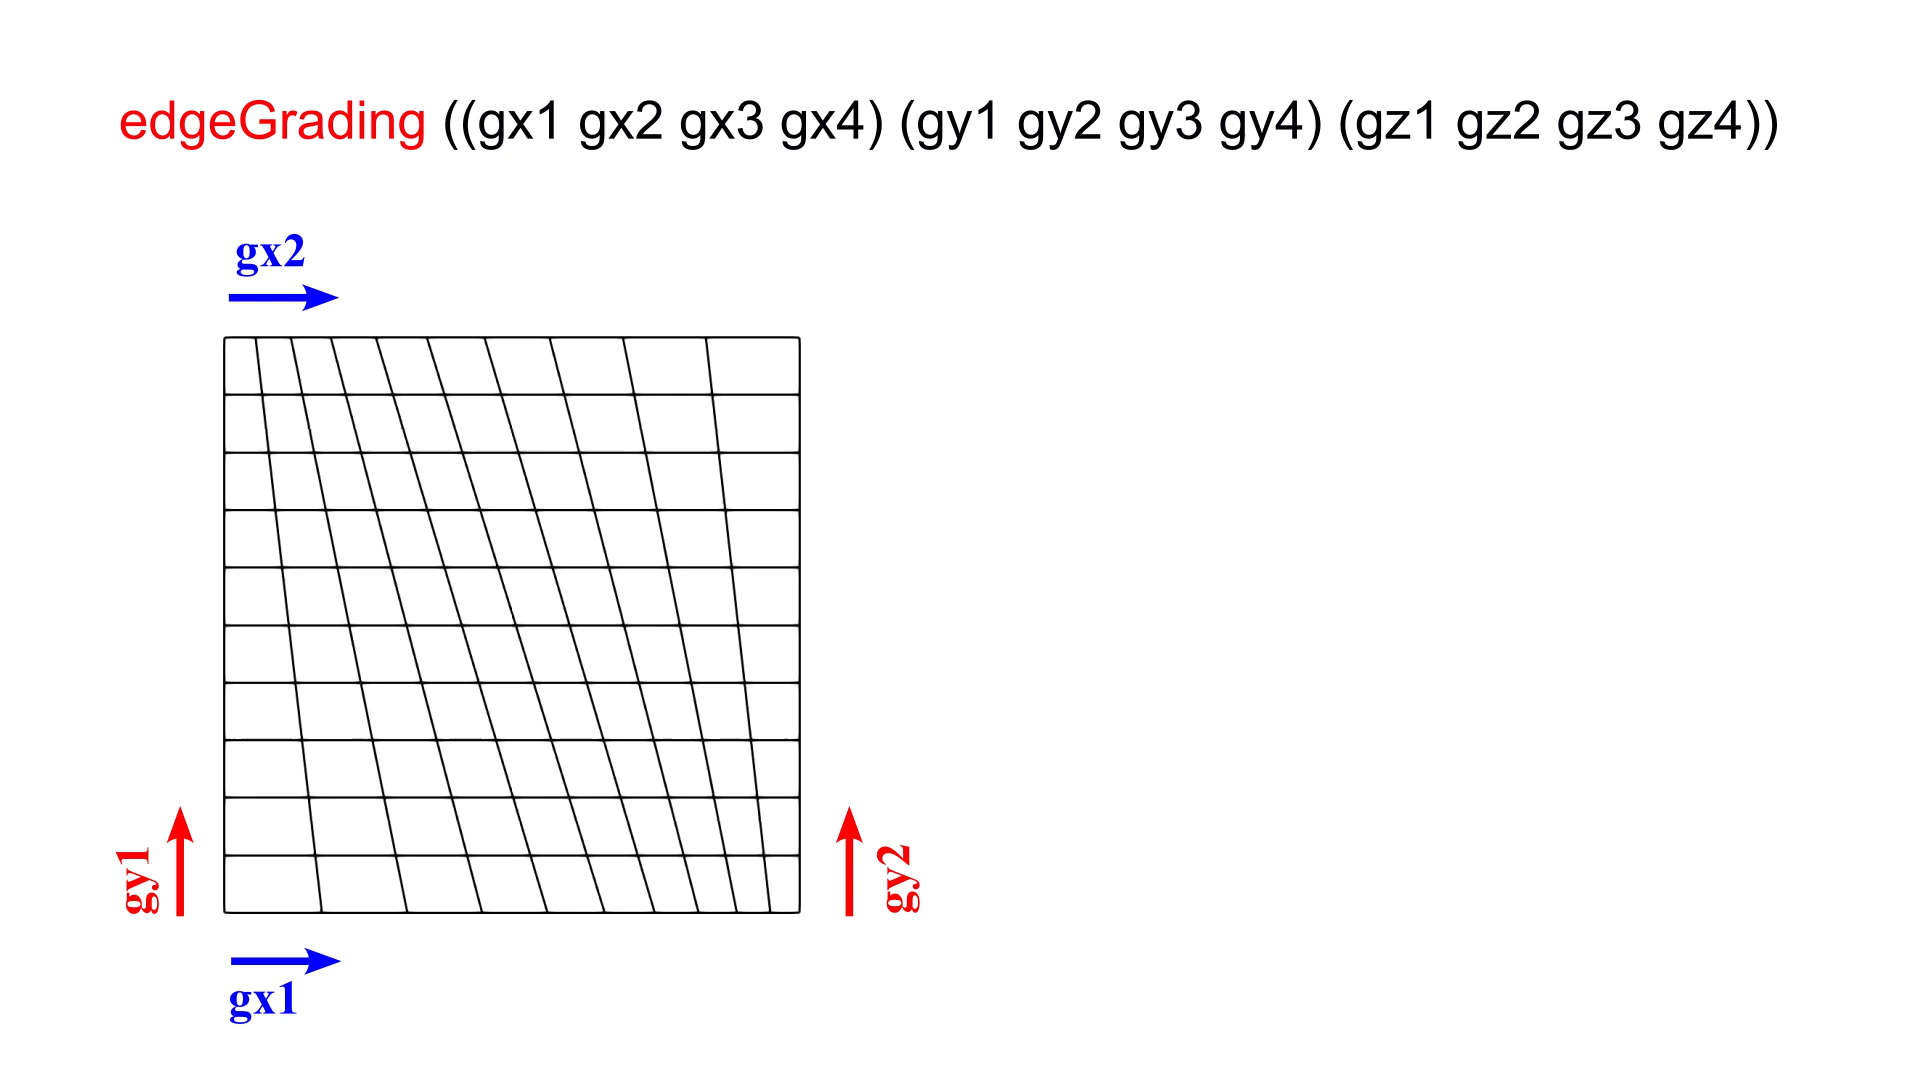 edgeGrading ((gx1 gx2 gx3 gx4) (gy1 gy2 gy3 gy4) (gz1 gz2 gz3 gz4))
gx2
gy1
gy2
gx1